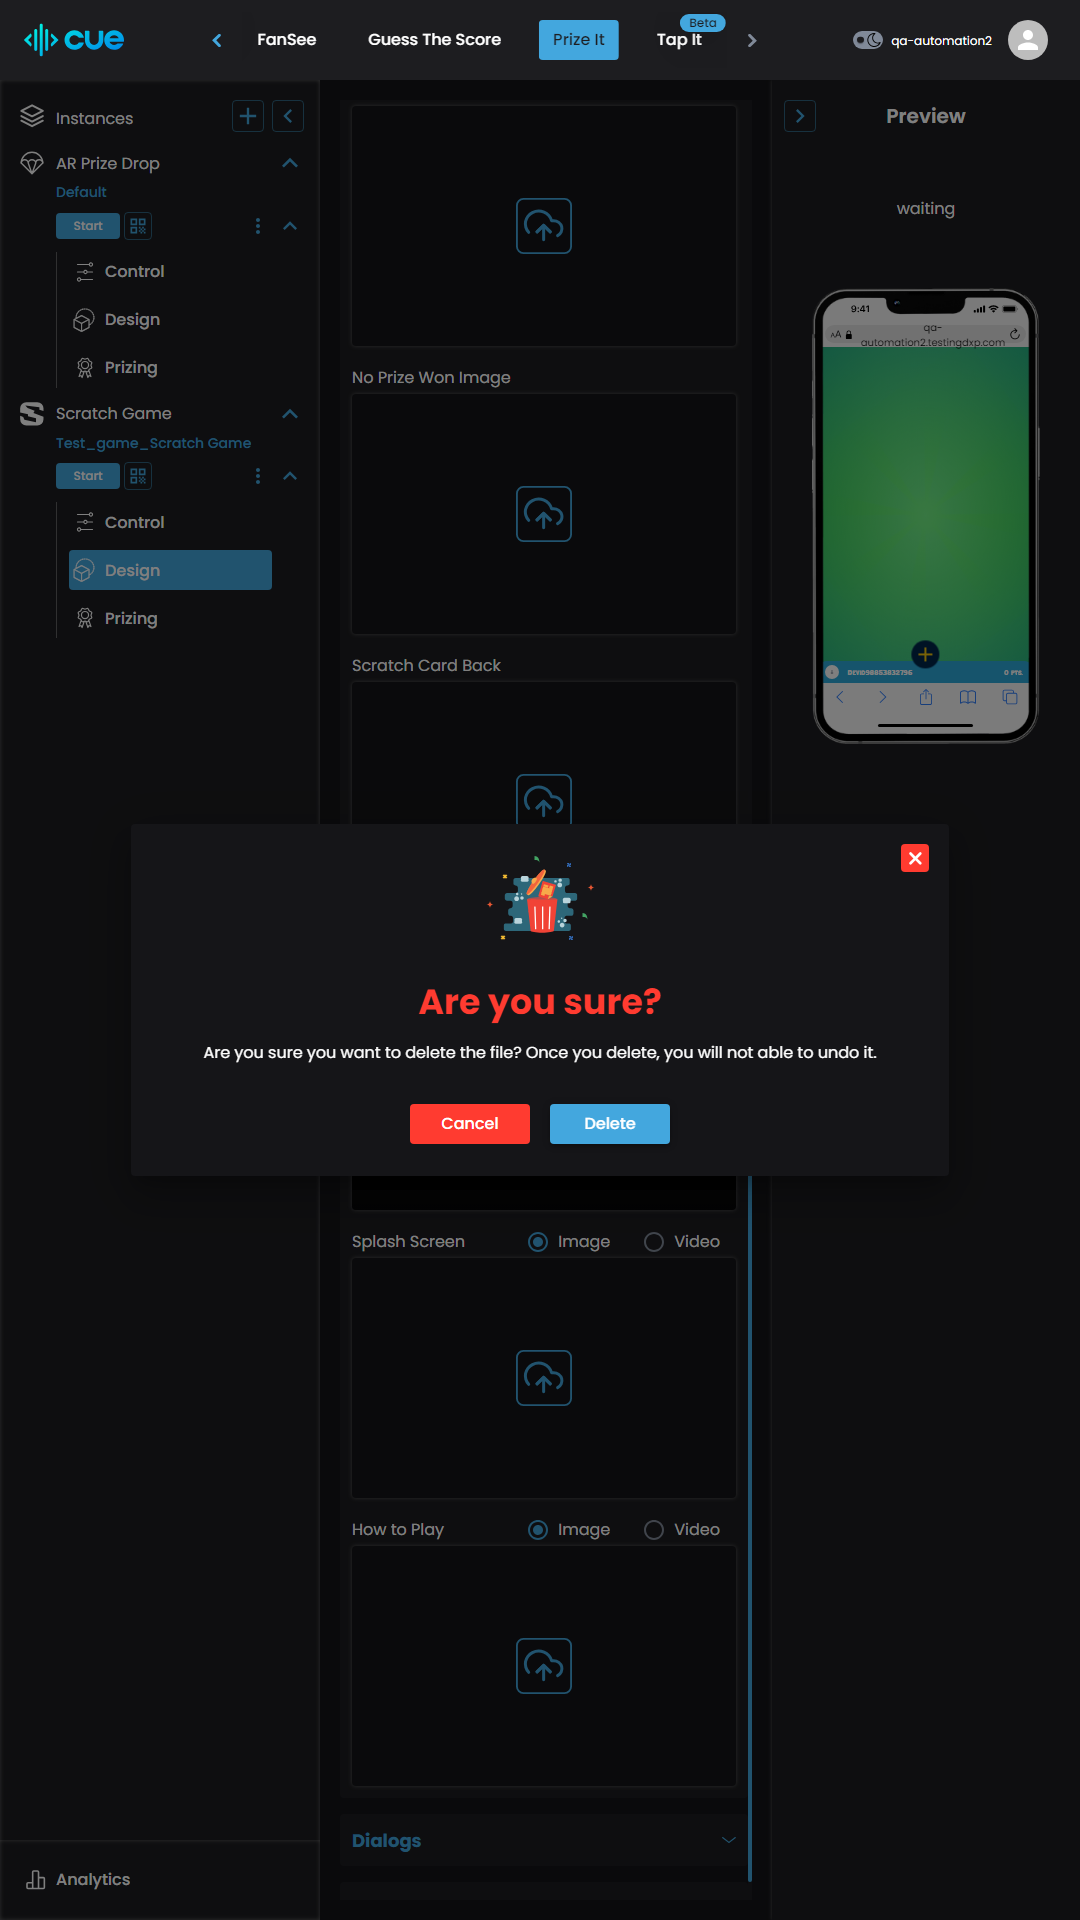 cue
FanSee
Guess The Score
Prize It
Tap It
Beta
qa-automation2
Instances
AR Prize Drop
Default
Start
Control
Design
Prizing
Scratch Game
Test_game_Scratch Game
Start
Control
Design
Prizing
Analytics
No Prize Won Image
Scratch Card Back
Are you sure?
Are you sure you want to delete the file? Once you delete, you will not able to undo it.
Cancel
Delete
Splash Screen
Image
Video
How to Play
Image
Video
Dialogs
Preview
waiting
9:41
AA
qa-
automation2.testingdxp.com
0 PTS